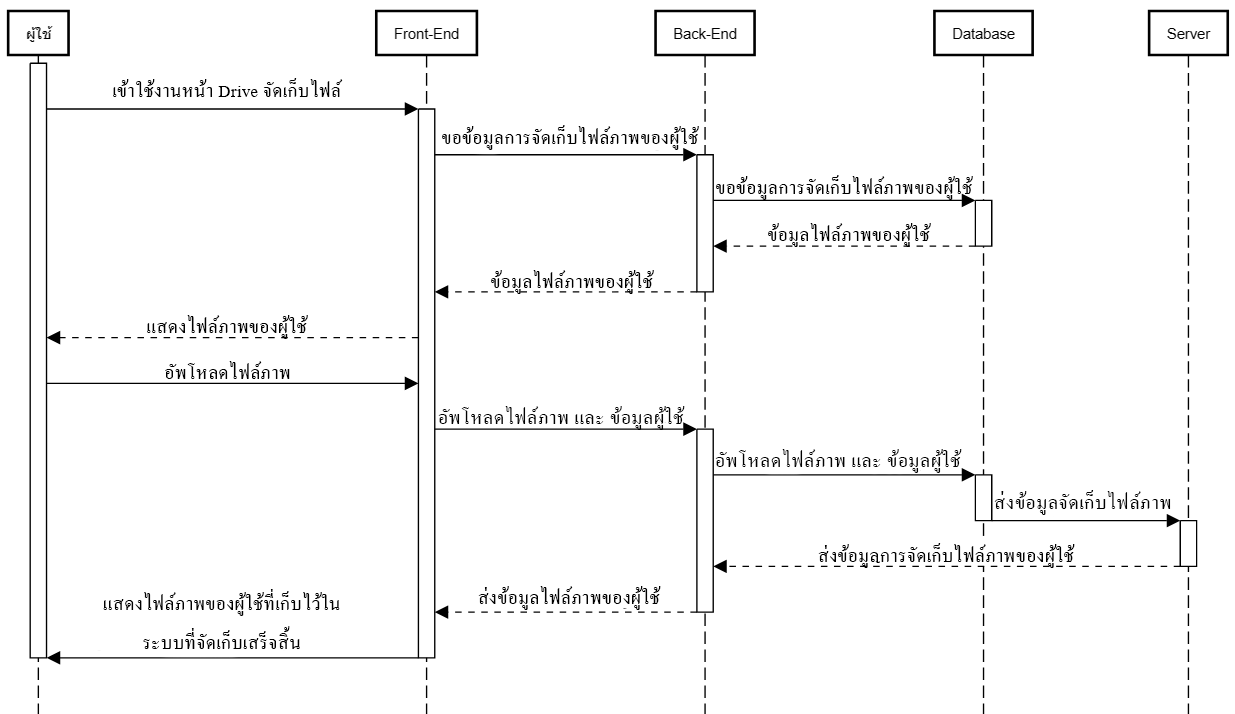 ผู้ใช้
Front-End
Back-End
Database
Server
เข้าใช้งานหน้า Drive จัดเก็บไฟล์
ขอข้อมูลการจัดเก็บไฟล์ภาพของผู้ใช้
ขอข้อมูลการจัดเก็บไฟล์ภาพของผู้ใช้
ข้อมูลไฟล์ภาพของผู้ใช้
ข้อมูลไฟล์ภาพของผู้ใช้
แสดงไฟล์ภาพของผู้ใช้
อัพโหลดไฟล์ภาพ
อัพโหลดไฟล์ภาพ และ ข้อมูลผู้ใช้
อัพโหลดไฟล์ภาพ และ ข้อมูลผู้ใช้
ส่งข้อมูลจัดเก็บไฟล์ภาพ
ส่งข้อมูลการจัดเก็บไฟล์ภาพของผู้ใช้
ส่งข้อมูลไฟล์ภาพของผู้ใช้
แสดงไฟล์ภาพของผู้ใช้ที่เก็บไว้ใน
ระบบที่จัดเก็บเสร็จสิ้น